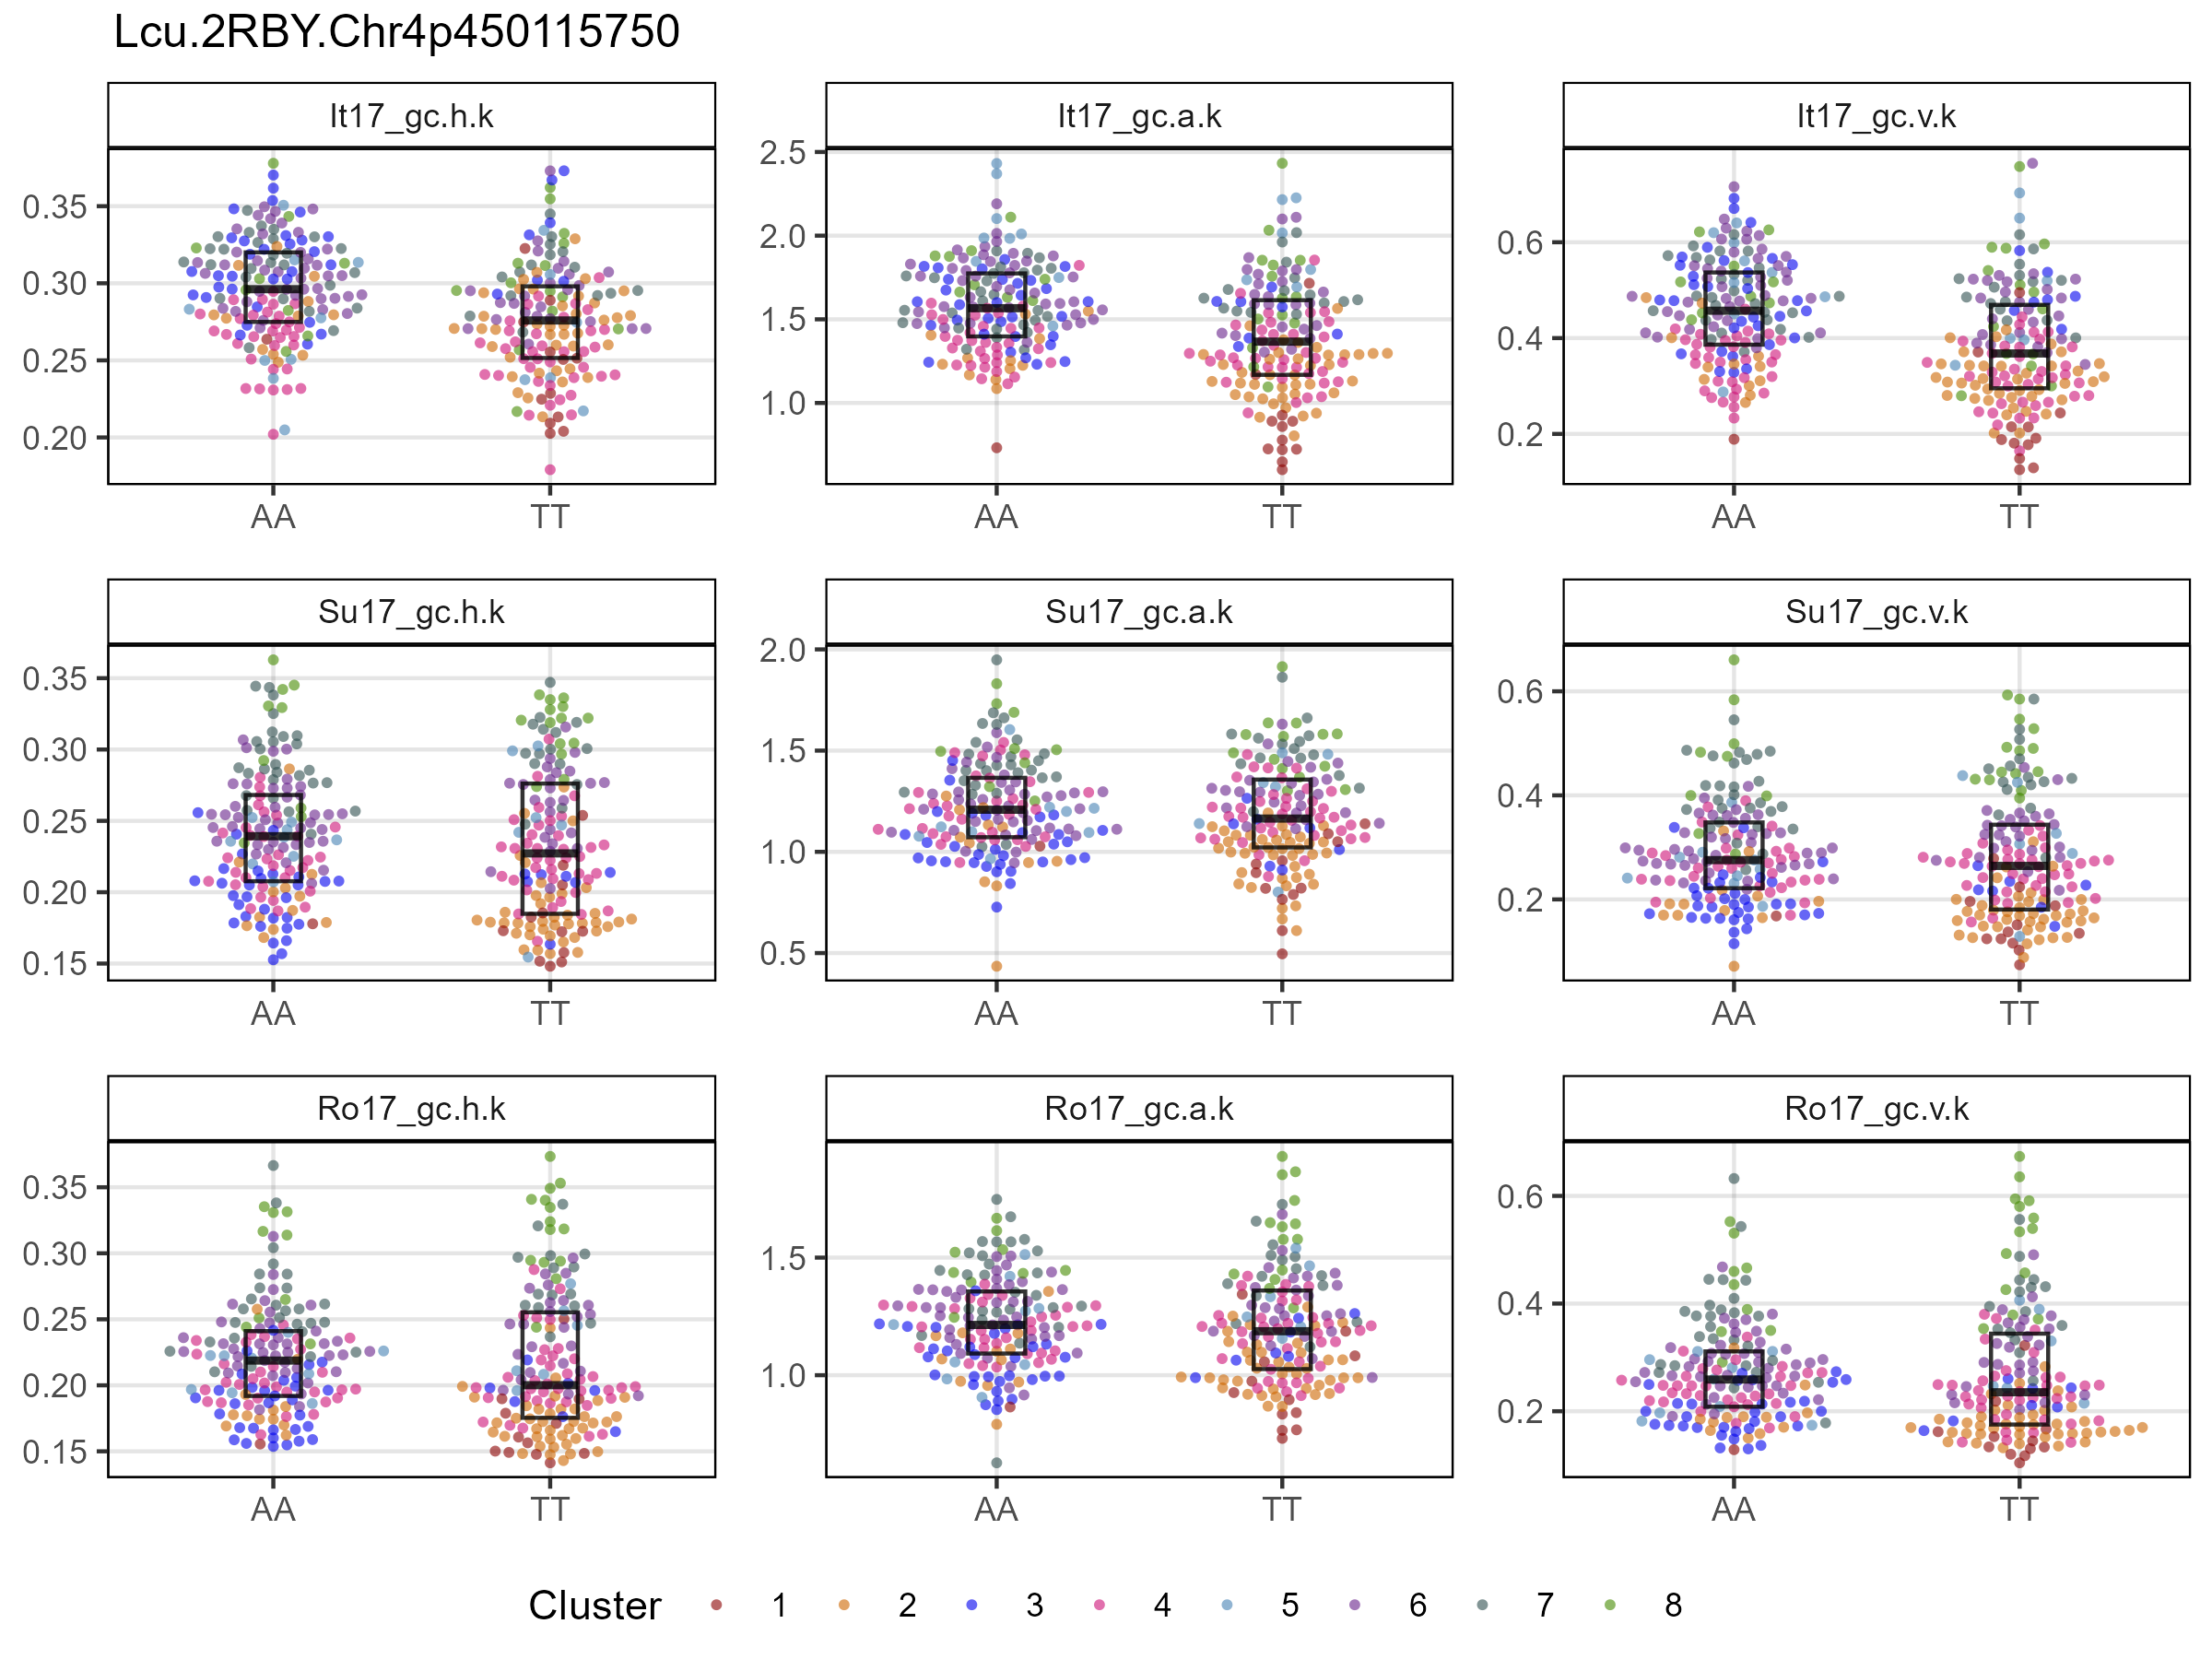 Lcu.2RBY.Chr4p450115750
It17_gc.h.k
It17_gc.a.k
It17_gc.v.k
0.35
0.30
0.25
0.20
2.5
2.0
1.5
1.0
0.6
0.4
0.2
AA TT
AA TT
AA TT
Su17_gc.h.k
Su17_gc.a.k
Su17_gc.v.k
0.35
0.30
0.25
0.20
0.15
2.0
1.5
1.0
0.5
0.6
0.4
0.2
AA TT
AA TT
AA TT
Ro17_gc.h.k
Ro17_gc.a.k
Ro17_gc.v.k
0.35
0.30
0.25
0.20
0.15
1.5
1.0
0.6
0.4
0.2
AA TT
AA TT
AA TT
Cluster 1 2 3 4 5 6 7 8